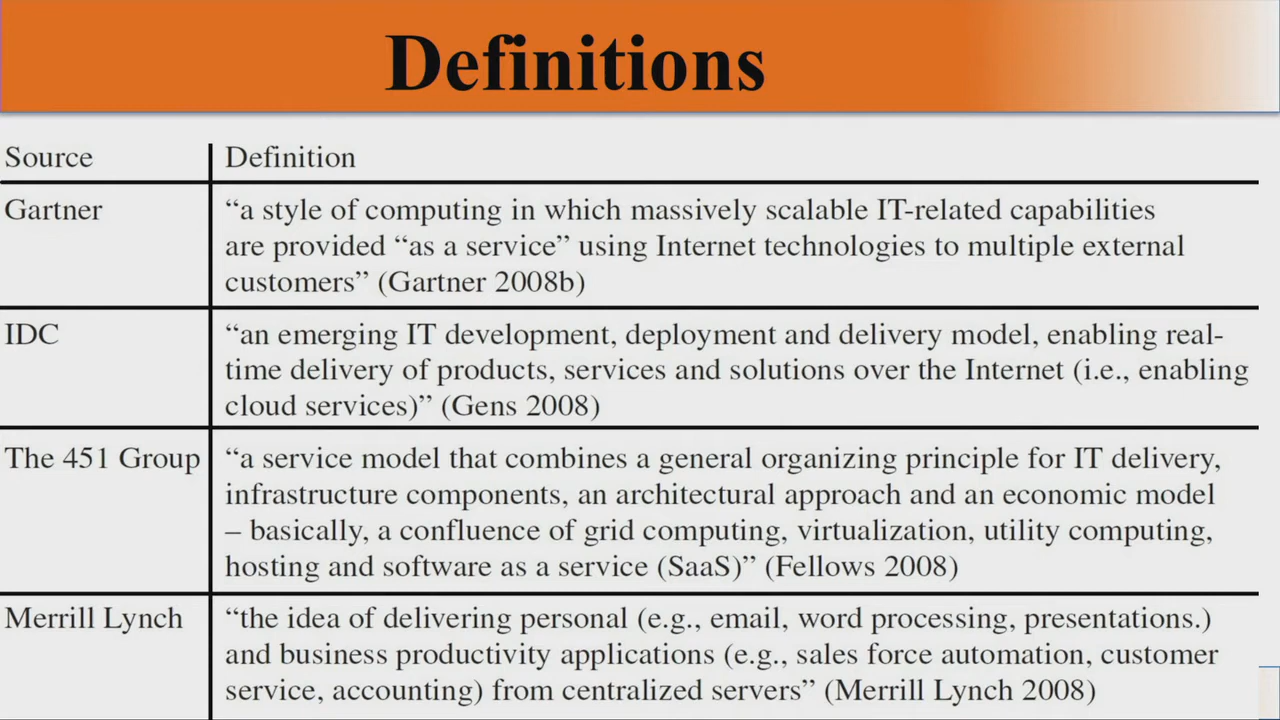 Definitions
Source Definition
Gartner “a style of computing in which massively scalable IT-related capabilities
are provided “as a service” using Internet technologies to multiple external
customers” (Gartner 2008b)
IDC “an emerging IT development, deployment and delivery model, enabling real-
time delivery of products, services and solutions over the Internet (i.e., enabling
cloud services)” (Gens 2008)
The 451 Group “a service model that combines a general organizing principle for IT delivery,
infrastructure components, an architectural approach and an economic model
– basically, a confluence of grid computing, virtualization, utility computing,
hosting and software as a service (SaaS)” (Fellows 2008)
Merrill Lynch “the idea of delivering personal (e.g., email, word processing, presentations.)
and business productivity applications (e.g., sales force automation, customer
service, accounting) from centralized servers” (Merrill Lynch 2008)